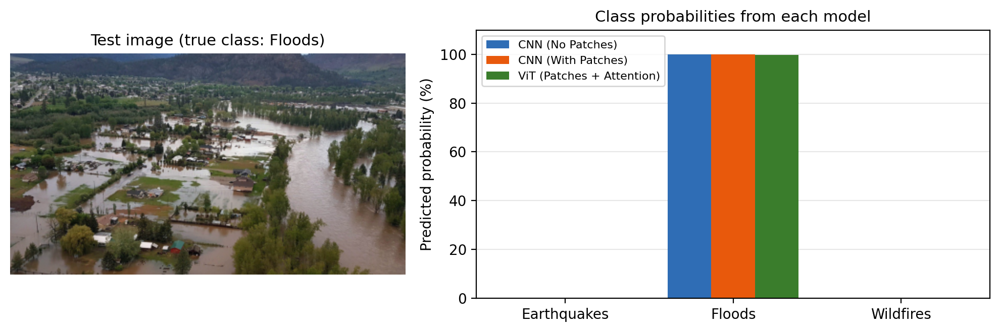 Test image (true class: Floods)
Class probabilities from each model
CNN (No Patches)
CNN (With Patches)
ViT (Patches + Attention)
Predicted probability (%)
100
80
60
40
20
0
Earthquakes Floods Wildfires